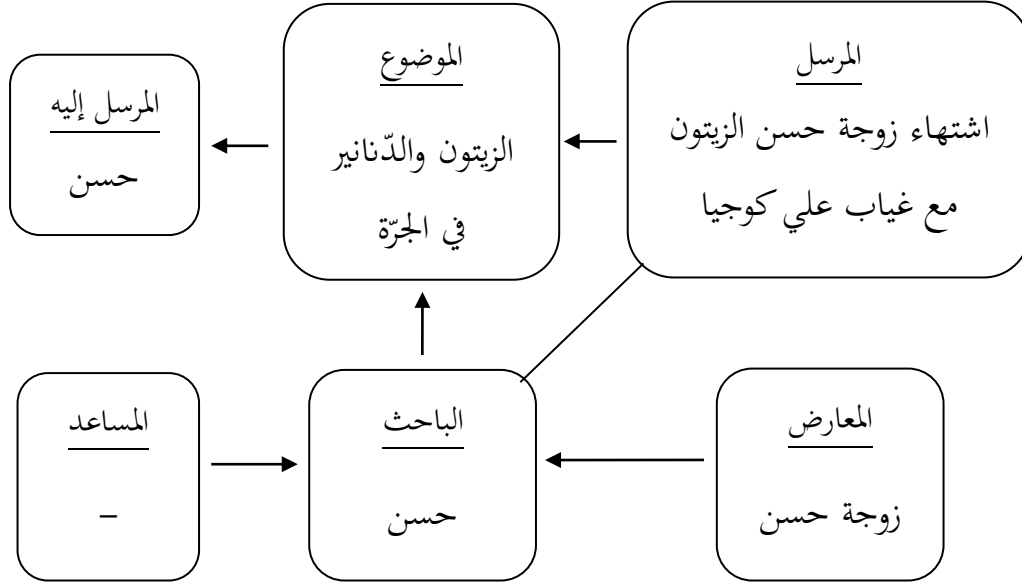 المرسل
اشتهاء زوجة حسن الزيتون
مع غياب علي كوجيا
الموضوع
الزيتون والدّنانير
في الجرّة
المرسل إليه
حسن
المعارض
زوجة حسن
الباحث
حسن
المساعد
–